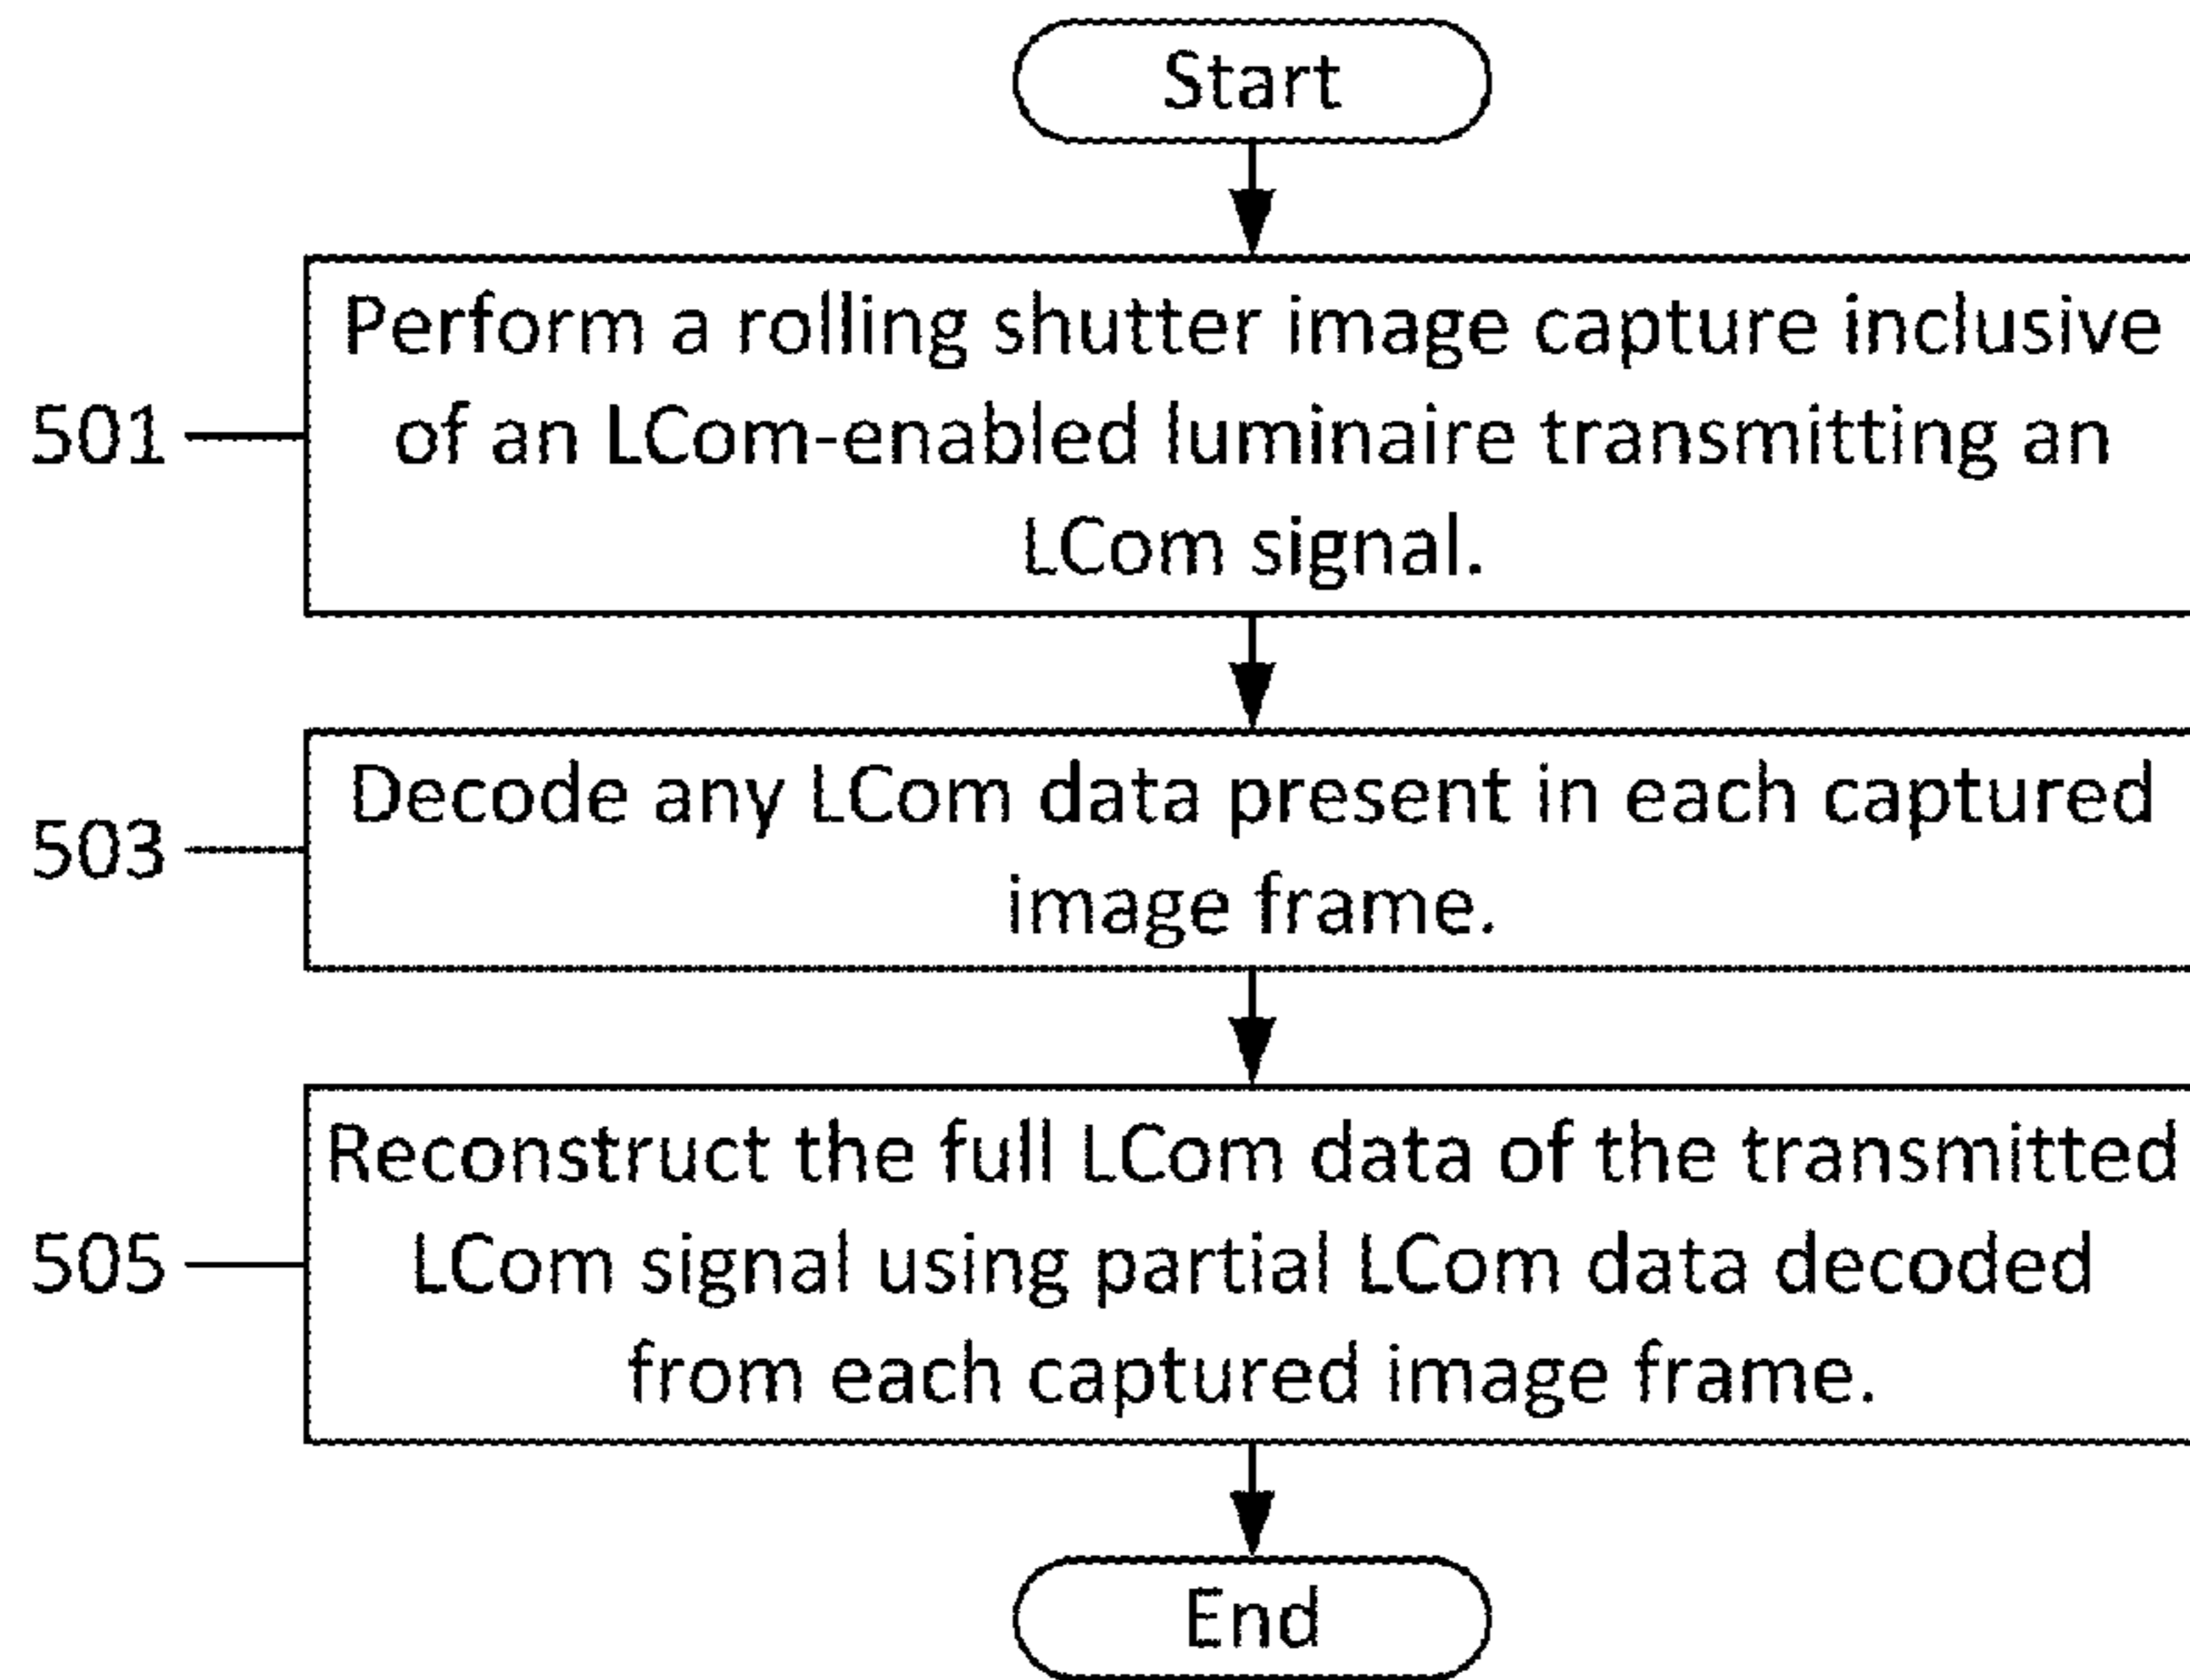 Start
Perform a rolling shutter image capture inclusive
501
of an LCom-enabled luminaire transmitting an
LCom signal.
Decode any LCom data present in each captured
503
image frame.
Reconstruct the full LCom data of the transmitted
505
LCom signal using partial LCom data decoded
from each captured image frame.
End